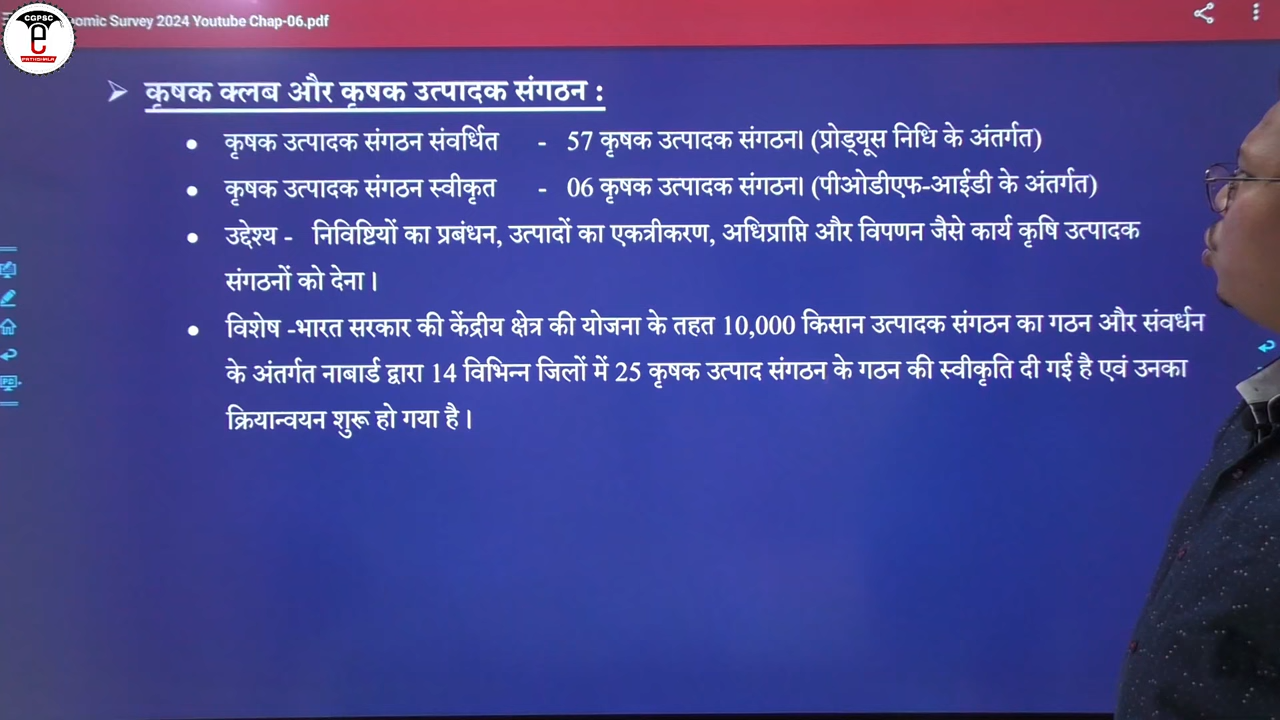 CGPSC
e
PATHSHALA
omic Survey 2024 Youtube Chap-06.pdf
➢ कृषक क्लब और कृषक उत्पादक संगठन :
• कृषक उत्पादक संगठन संवर्धित - 57 कृषक उत्पादक संगठन। (प्रोड्यूस निधि के अंतर्गत)
• कृषक उत्पादक संगठन स्वीकृत - 06 कृषक उत्पादक संगठन। (पीओडीएफ-आईडी के अंतर्गत)
• उद्देश्य - निविष्टियों का प्रबंधन, उत्पादों का एकत्रीकरण, अधिप्राप्ति और विपणन जैसे कार्य कृषि उत्पादक
संगठनों को देना।
• विशेष -भारत सरकार की केंद्रीय क्षेत्र की योजना के तहत 10,000 किसान उत्पादक संगठन का गठन और संवर्धन
के अंतर्गत नाबार्ड द्वारा 14 विभिन्न जिलों में 25 कृषक उत्पाद संगठन के गठन की स्वीकृति दी गई है एवं उनका
क्रियान्वयन शुरू हो गया है।